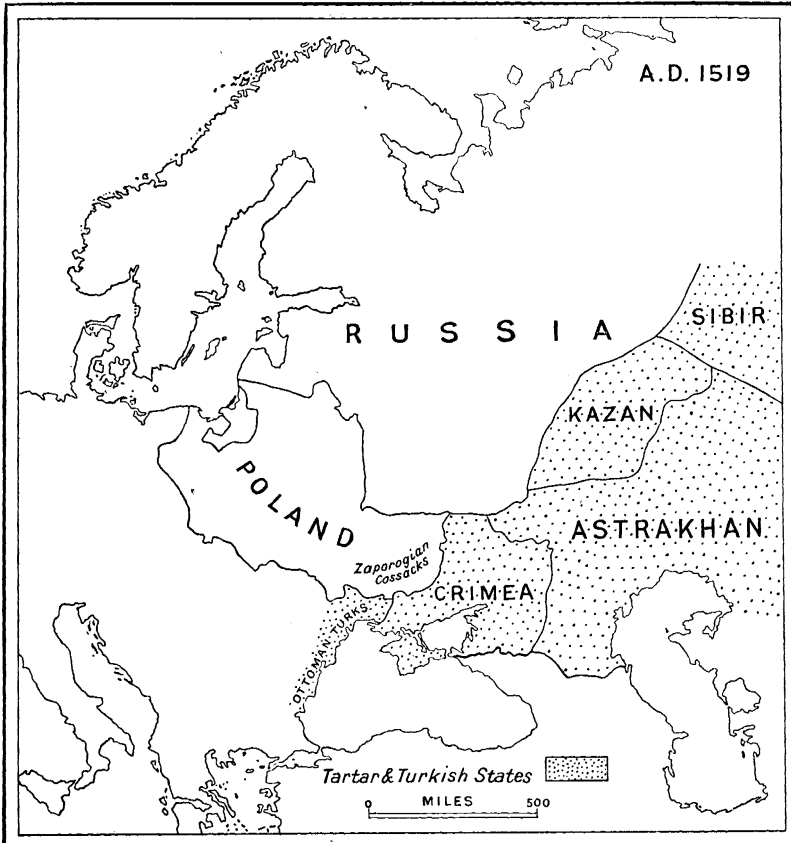 A.D. 1519
SIBIR
RUSSIA
KAZAN
POLAND
ASTRAKHAN
Zaporogian
Cossacks
CRIMEA
OTTOMAN TURKS
Tartar & Turkish States
0 MILES 500